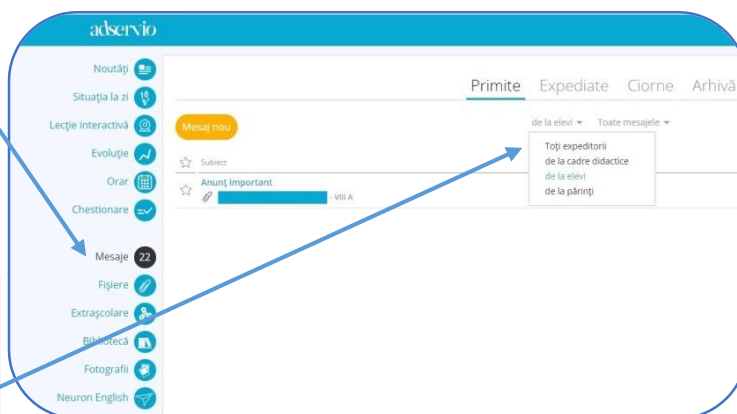 adservio
Noutăți
Situația la zi
Lecție interactivă
Evoluție
Orar
Chestionare
Mesaje 22
Fișiere
Extrașcolare
Bibliotecă
Fotografii
Neuron English
Primite Expediate Ciorne Arhivă
Mesaj nou
de la elevi Toate mesajele
Toți expeditorii
de la cadre didactice
de la elevi
de la părinți
Subiect
Anunț Important
- VIII A